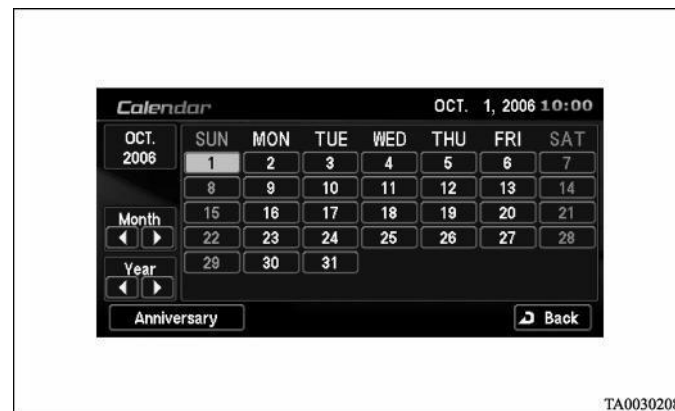 Calendar OCT. 1, 2006 10:00
OCT. 2006
SUN MON TUE WED THU FRI SAT
1 2 3 4 5 6 7
8 9 10 11 12 13 14
15 16 17 18 19 20 21
22 23 24 25 26 27 28
29 30 31
Month
Year
Anniversary Back
TA0030208